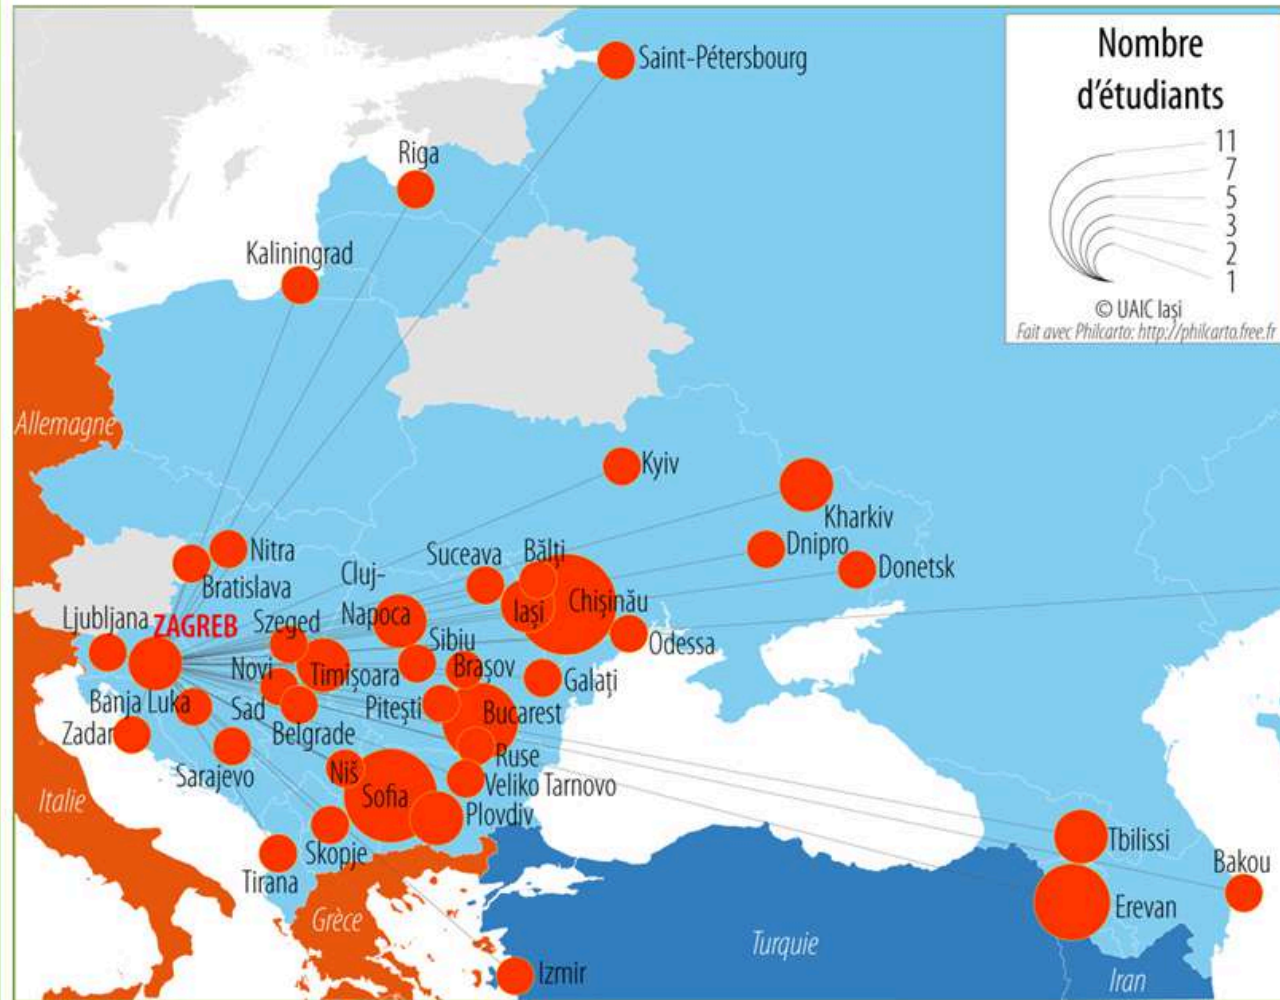 Nombre
d'étudiants
11
7
5
3
2
1
© UAIC Iași
Fait avec Philcarto: http://philcarto.free.fr
Saint-Pétersbourg
Riga
Kaliningrad
Allemagne
Kyiv
Kharkiv
Nitra
Bratislava
Suceava
Bălți
Dnipro
Donetsk
Cluj-
Napoca
Iași
Chișinău
Ljubljana
ZAGREB
Szeged
Sibiu
Odessa
Novi
Sad
Timișoara
Brașov
Galați
Banja Luka
Pitești
Bucarest
Zadar
Belgrade
Ruse
Sarajevo
Niš
Veliko Tarnovo
Italie
Sofia
Plovdiv
Skopje
Tirana
Tbilissi
Bakou
Erevan
Grèce
Turquie
Izmir
Iran